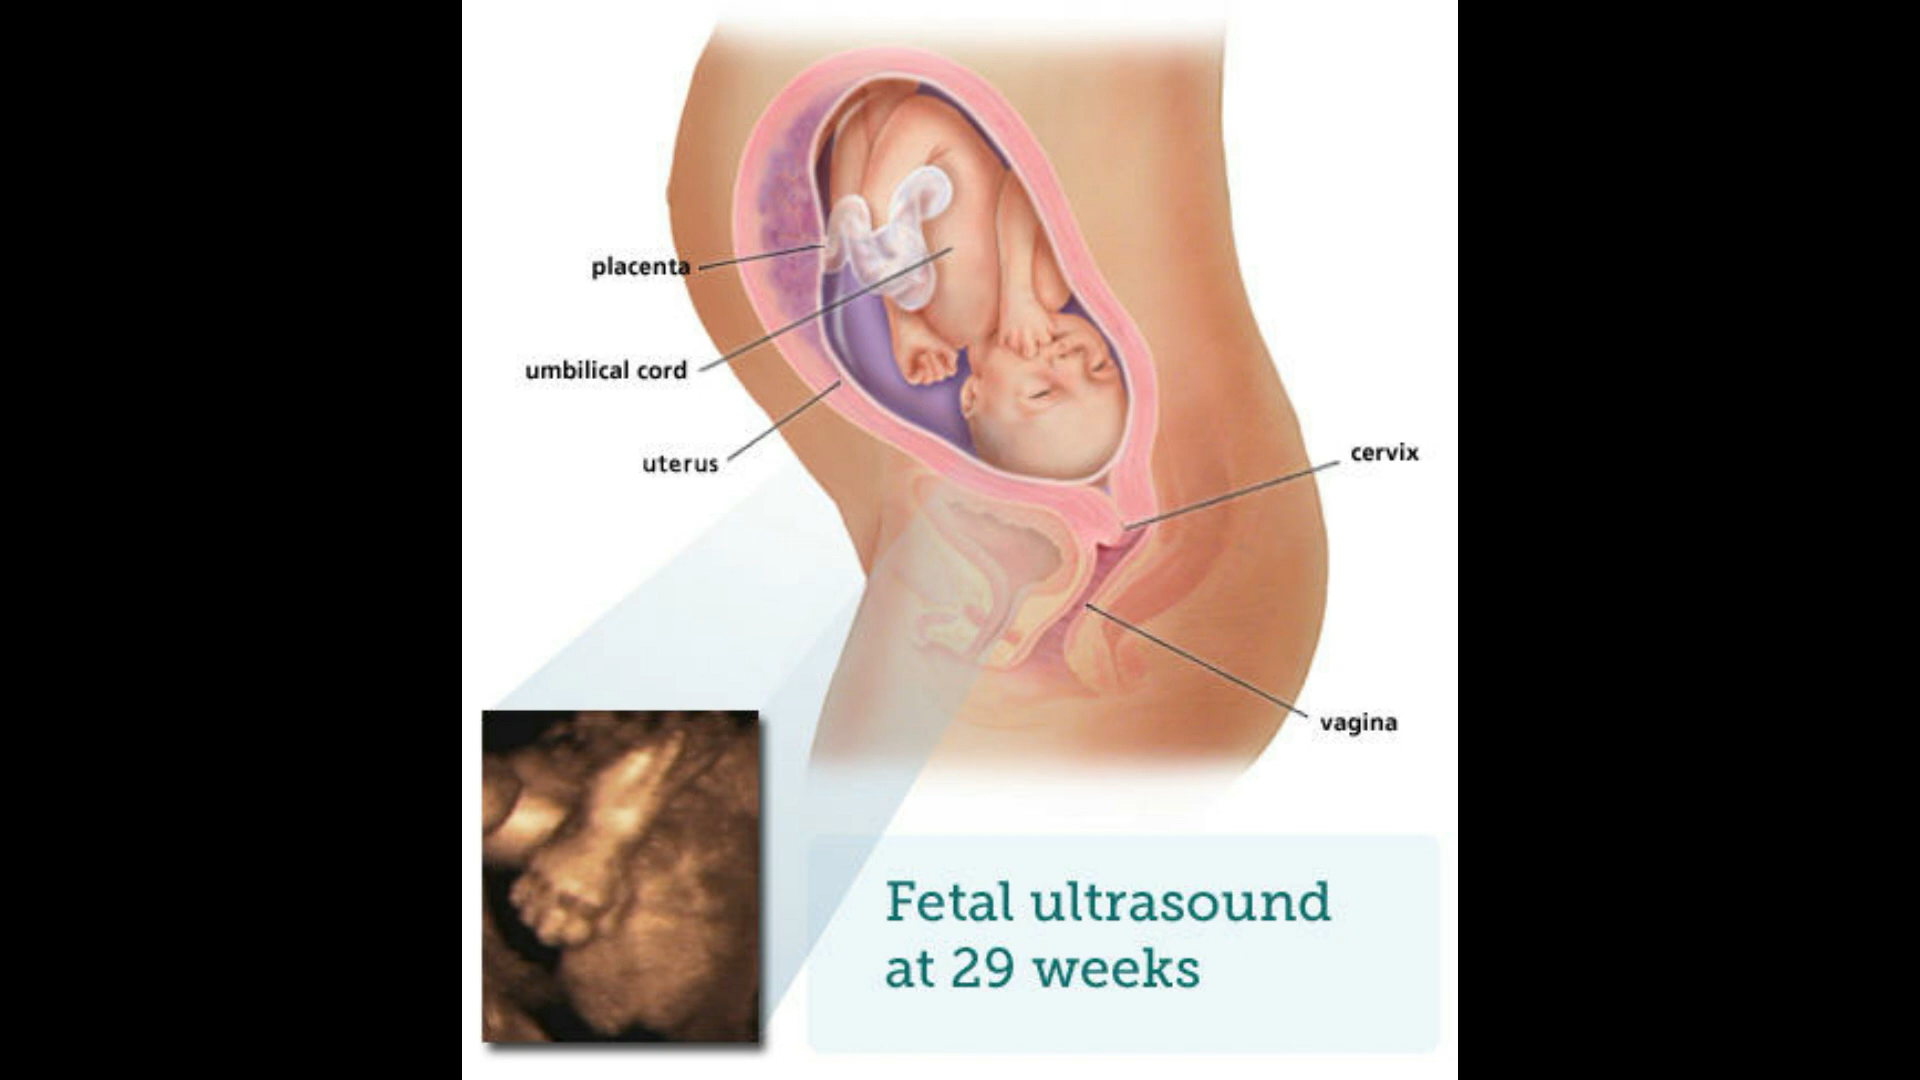 placenta
umbilical cord
uterus
cervix
vagina
Fetal ultrasound
at 29 weeks